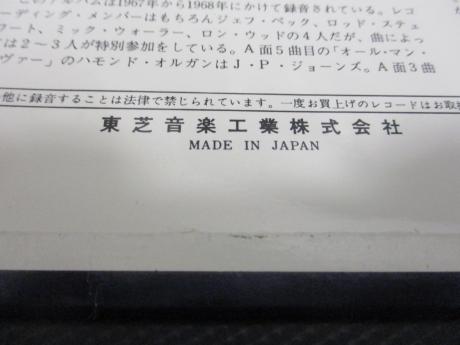 このアルバムは1967年から1968年にかけて録音されている。レコ
ーディング・メンバーはもちろんジェフ・ベック、ロッド・ステュ
ワート、ミック・ウォーラー、ロン・ウッドの4人だが、曲によっ
ては2〜3人が特別参加をしている。A面5曲目の「オール・マン・
ヴァー」のハモンド・オルガンはJ・P・ジョーンズ。A面3曲
他に録音することは法律で禁じられています。一度お買上げのレコードはお取
東芝音楽工業株式会社
MADE IN JAPAN